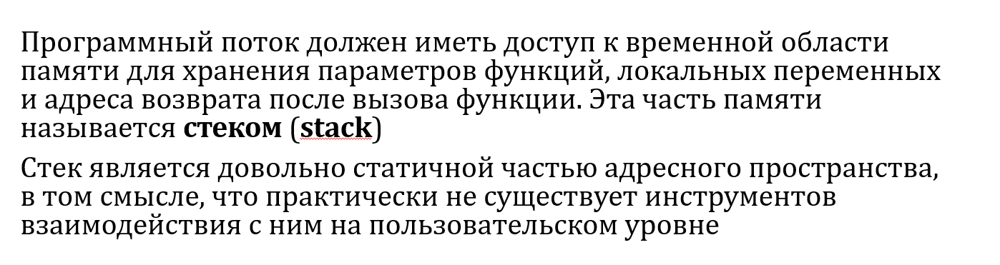 Программный поток должен иметь доступ к временной области
памяти для хранения параметров функций, локальных переменных
и адреса возврата после вызова функции. Эта часть памяти
называется стеком (stack)
Стек является довольно статичной частью адресного пространства,
в том смысле, что практически не существует инструментов
взаимодействия с ним на пользовательском уровне